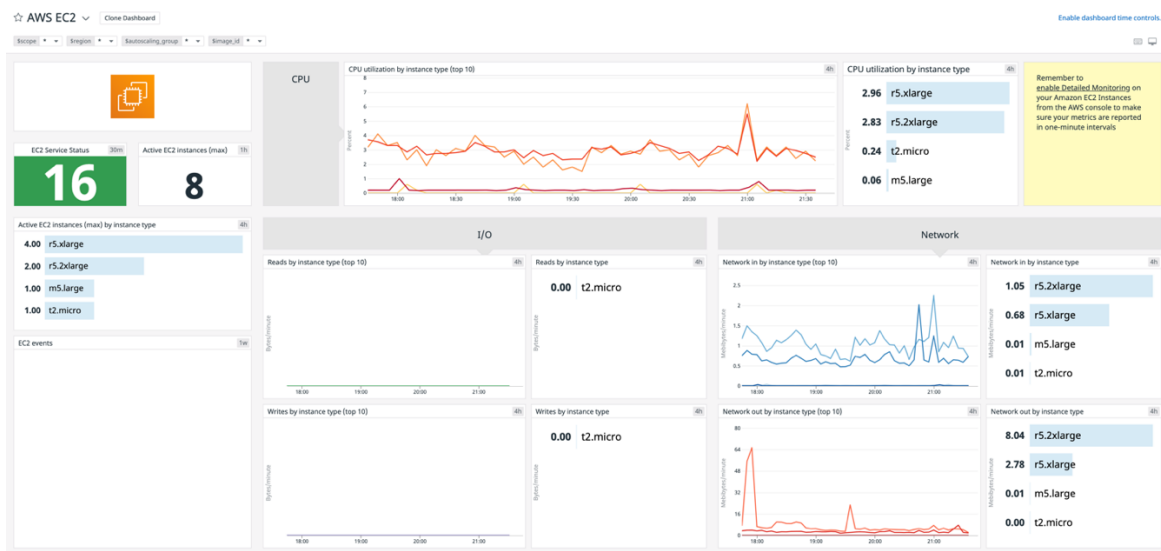 AWS EC2
Clone Dashboard
Enable dashboard time controls.
$scope * $region * $autoscaling_group * $image_id *
EC2 Service Status 30m
16
Active EC2 instances (max) 1h
8
Active EC2 instances (max) by instance type 4h
4.00 r5.xlarge
2.00 r5.2xlarge
1.00 m5.large
1.00 t2.micro
EC2 events 1w
CPU
CPU utilization by instance type (top 10) 4h
Percent
8
7
6
5
4
3
2
1
0
18:00 18:30 19:00 19:30 20:00 20:30 21:00 21:30
CPU utilization by instance type 4h
Percent
2.96 r5.xlarge
2.83 r5.2xlarge
0.24 t2.micro
0.06 m5.large
Remember to
enable Detailed Monitoring on
your Amazon EC2 Instances
from the AWS console to make
sure your metrics are reported
in one-minute intervals
I/O
Reads by instance type (top 10) 4h
Bytes/minute
18:00 19:00 20:00 21:00
Reads by instance type 4h
Bytes/minute
0.00 t2.micro
Writes by instance type (top 10) 4h
Bytes/minute
18:00 19:00 20:00 21:00
Writes by instance type 4h
Bytes/minute
0.00 t2.micro
Network
Network in by instance type (top 10) 4h
Mebibytes/minute
2.5
2
1.5
1
0.5
0
18:00 19:00 20:00 21:00
Network in by instance type 4h
Mebibytes/minute
1.05 r5.2xlarge
0.68 r5.xlarge
0.01 m5.large
0.01 t2.micro
Network out by instance type (top 10) 4h
Mebibytes/minute
80
64
48
32
16
0
18:00 19:00 20:00 21:00
Network out by instance type 4h
Mebibytes/minute
8.04 r5.2xlarge
2.78 r5.xlarge
0.01 m5.large
0.00 t2.micro